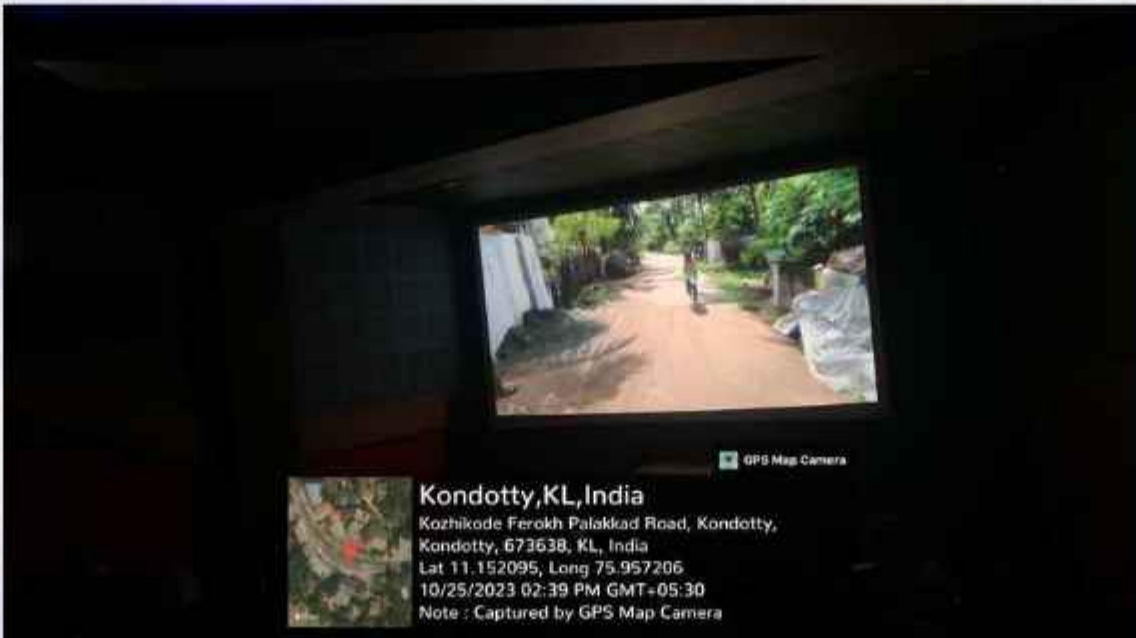 GPS Map Camera
Kondotty,KL,India
Kozhikode Ferokh Palakkad Road, Kondotty,
Kondotty, 673638, KL, India
Lat 11.152095, Long 75.957206
10/25/2023 02:39 PM GMT+05:30
Note : Captured by GPS Map Camera